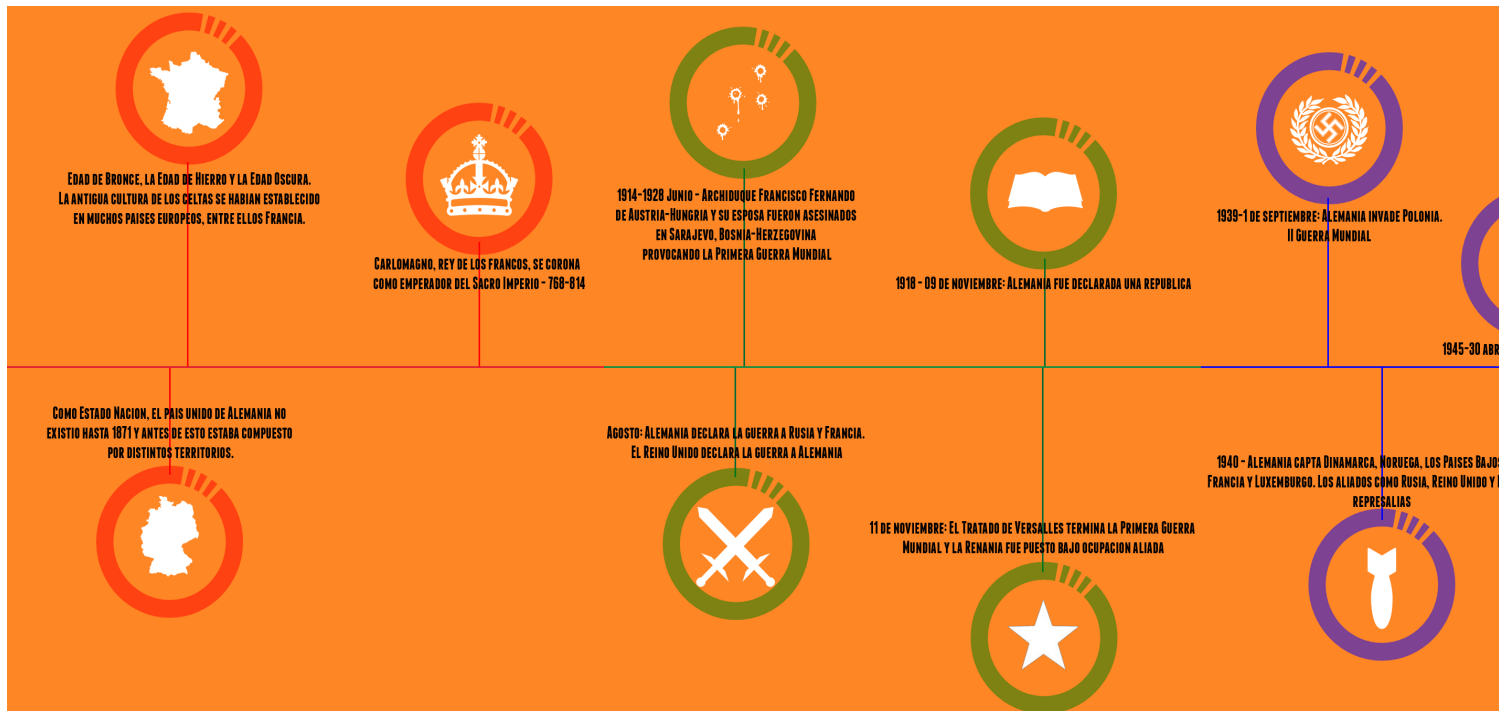 Edad de Bronce, la Edad de Hierro y la Edad Oscura.
La antigua cultura de los celtas se habian establecido
en muchos paises europeos, entre ellos Francia.
Carlomagno, rey de los francos, se corona
como emperador del Sacro Imperio - 768-814
1914-1928 Junio - Archiduque Francisco Fernando
de Austria-Hungria y su esposa fueron asesinados
en Sarajevo, Bosnia-Herzegovina
provocando la Primera Guerra Mundial
1918 - 09 de noviembre: Alemania fue declarada una republica
1939-1 de septiembre: Alemania invade Polonia.
II Guerra Mundial
1945-30 abr
Como Estado Nacion, el pais unido de Alemania no
existio hasta 1871 y antes de esto estaba compuesto
por distintos territorios.
Agosto: Alemania declara la guerra a Rusia y Francia.
El Reino Unido declara la guerra a Alemania
11 de noviembre: El Tratado de Versalles termina la Primera Guerra
Mundial y la Renania fue puesto bajo ocupacion aliada
1940 - Alemania capta Dinamarca, Noruega, los Paises Bajos
Francia y Luxemburgo. Los aliados como Rusia, Reino Unido y
represalias